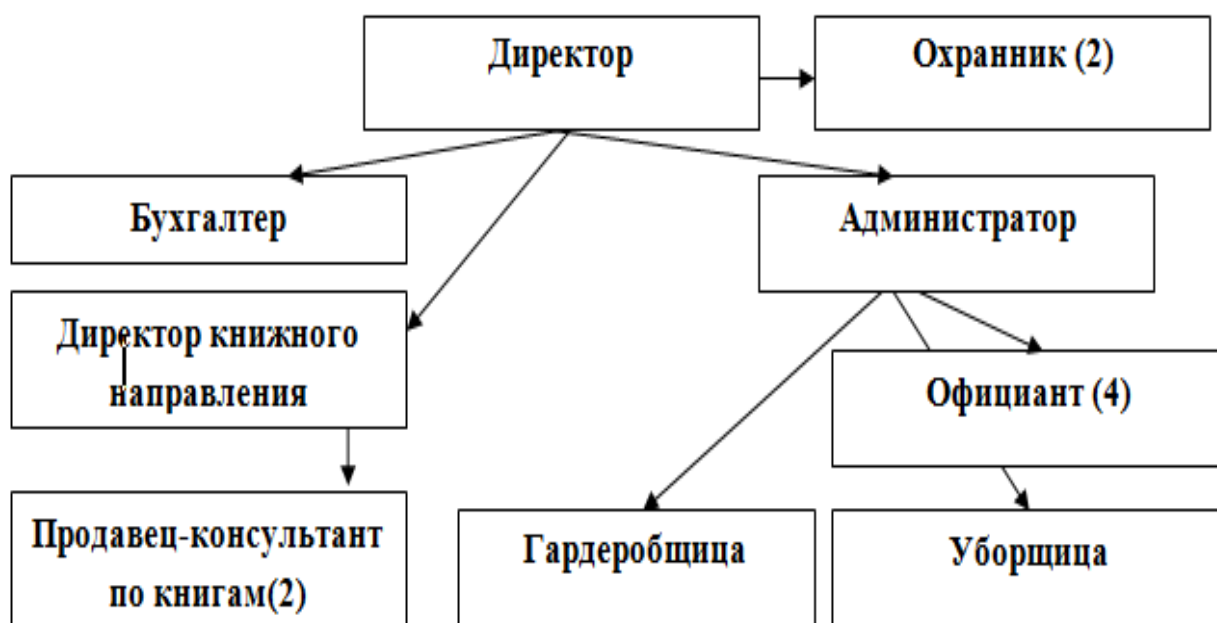 Директор
Охранник (2)
Бухгалтер
Администратор
Директор книжного
направления
Официант (4)
Продавец-консультант
по книгам(2)
Гардеробщица
Уборщица